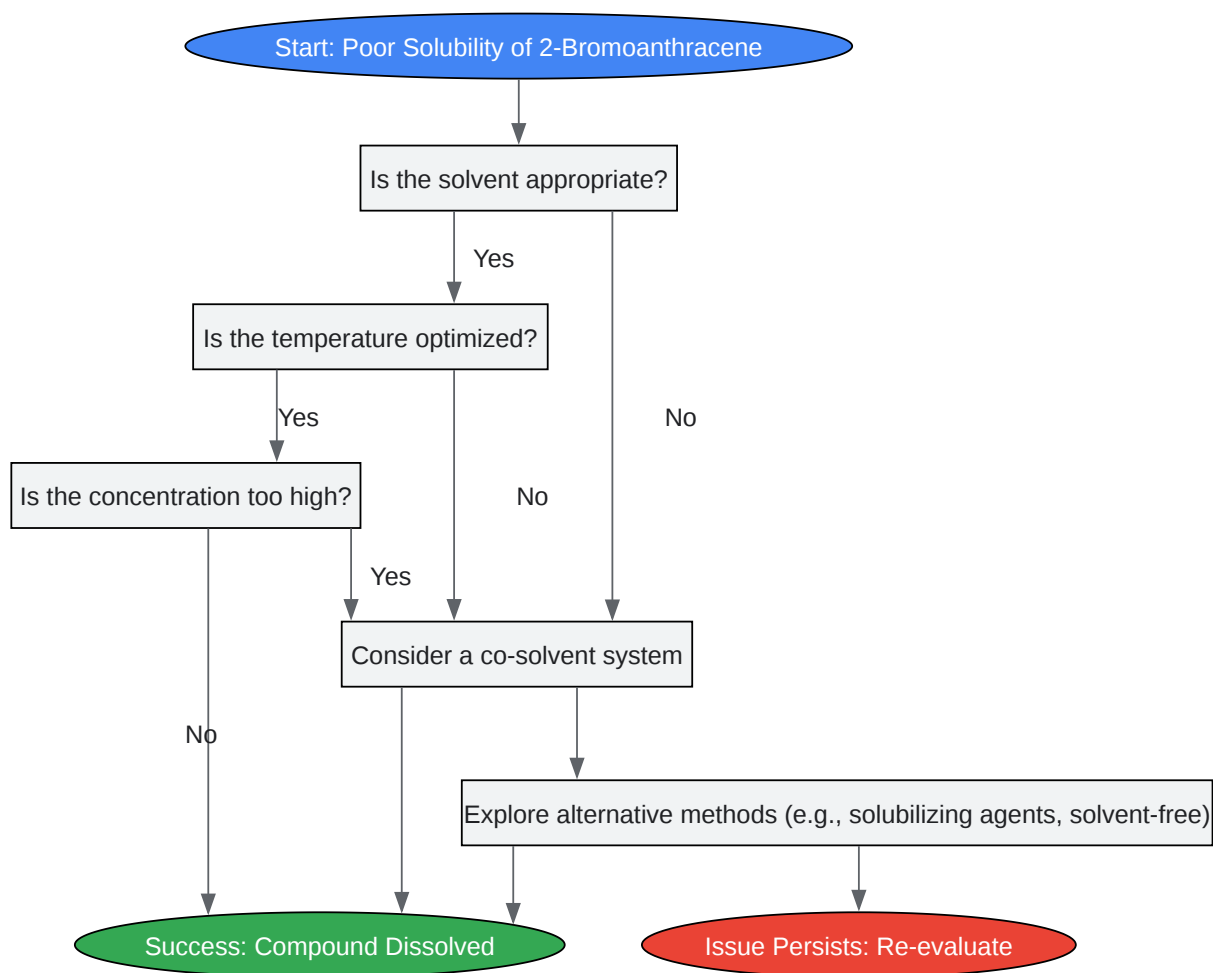 Start: Poor Solubility of 2-Bromoanthracene
Is the solvent appropriate?
Yes
Is the temperature optimized?
Yes
No
Is the concentration too high?
No
Yes
Consider a co-solvent system
No
Explore alternative methods (e.g., solubilizing agents, solvent-free)
Success: Compound Dissolved
Issue Persists: Re-evaluate